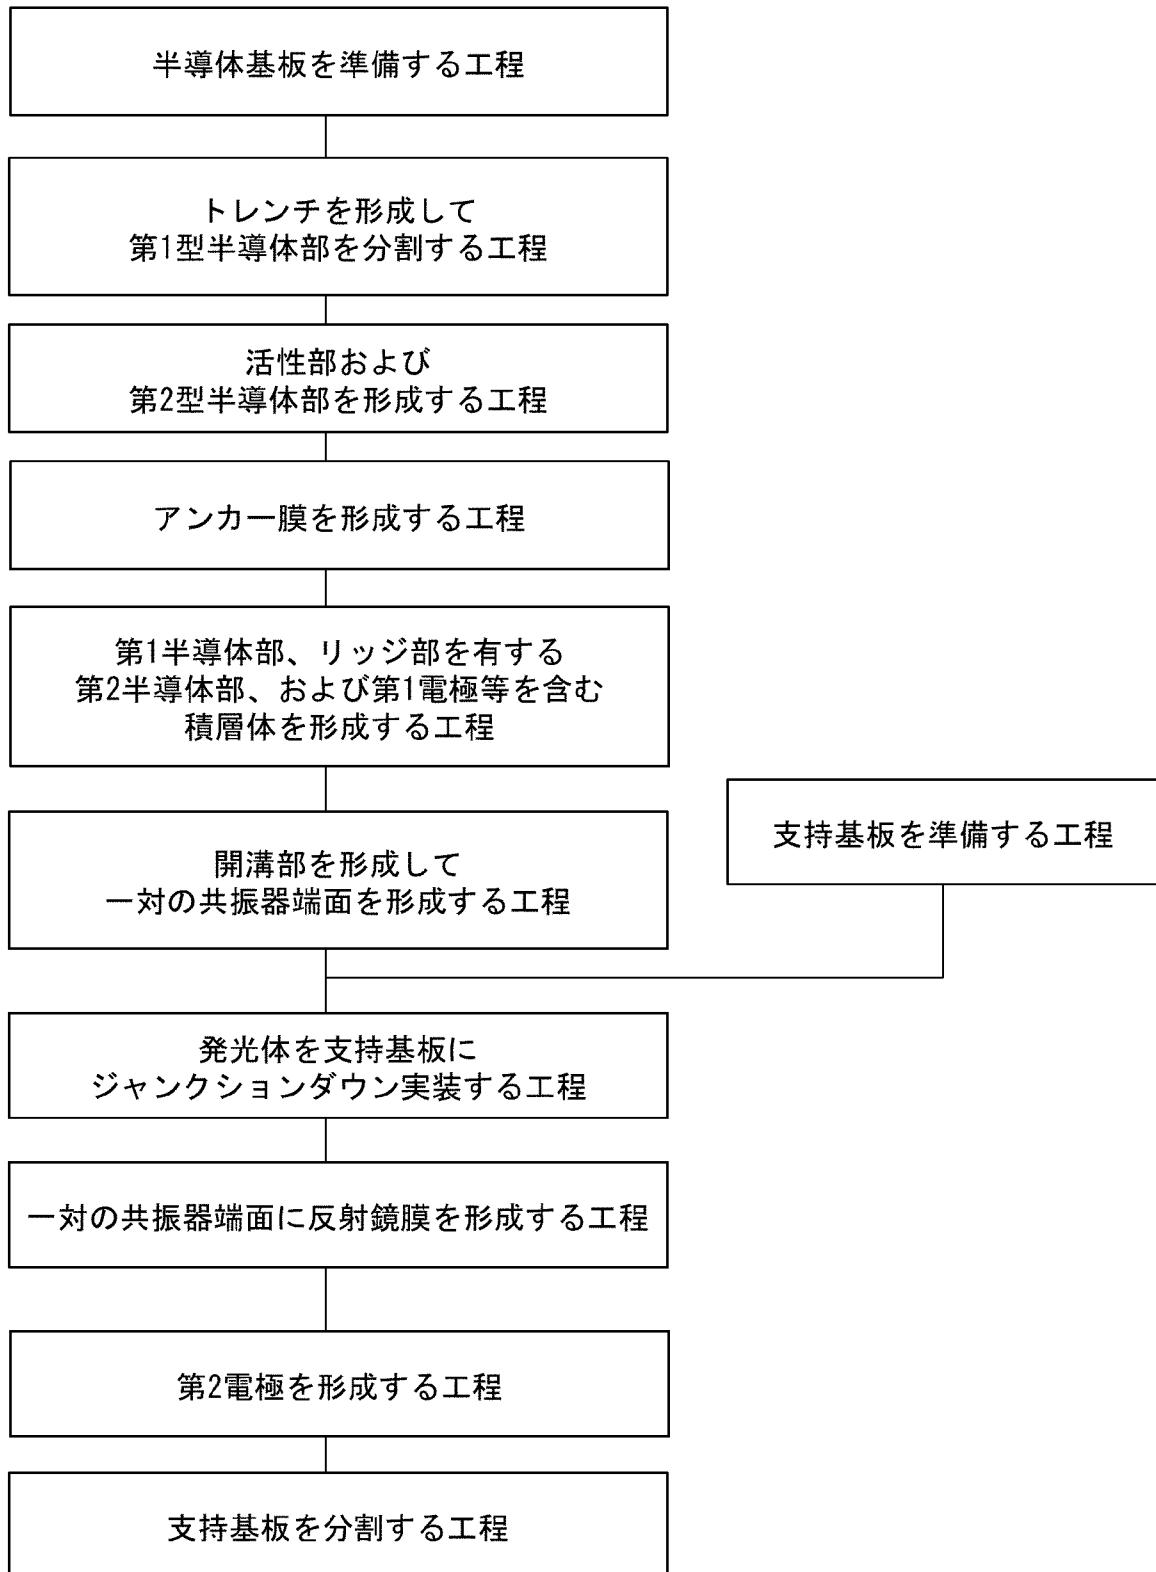 半導体基板を準備する工程
トレンチを形成して
第1型半導体部を分割する工程
活性部および
第2型半導体部を形成する工程
アンカー膜を形成する工程
第1半導体部、リッジ部を有する
第2半導体部、および第1電極等を含む
積層体を形成する工程
開溝部を形成して
一対の共振器端面を形成する工程
支持基板を準備する工程
発光体を支持基板に
ジャンクションダウン実装する工程
一対の共振器端面に反射鏡膜を形成する工程
第2電極を形成する工程
支持基板を分割する工程